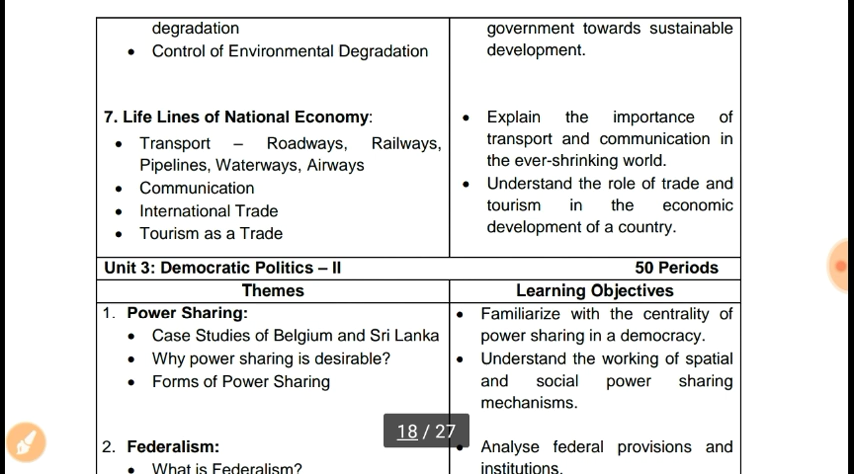 degradation
• Control of Environmental Degradation
government towards sustainable
development.
7. Life Lines of National Economy:
• Transport – Roadways, Railways,
Pipelines, Waterways, Airways
• Communication
• International Trade
• Tourism as a Trade
• Explain the importance of
transport and communication in
the ever-shrinking world.
• Understand the role of trade and
tourism in the economic
development of a country.
Unit 3: Democratic Politics – II 50 Periods
Themes Learning Objectives
1. Power Sharing:
• Case Studies of Belgium and Sri Lanka
• Why power sharing is desirable?
• Forms of Power Sharing
• Familiarize with the centrality of
power sharing in a democracy.
• Understand the working of spatial
and social power sharing
mechanisms.
18 / 27
2. Federalism:
• What is Federalism?
• Analyse federal provisions and
institutions.